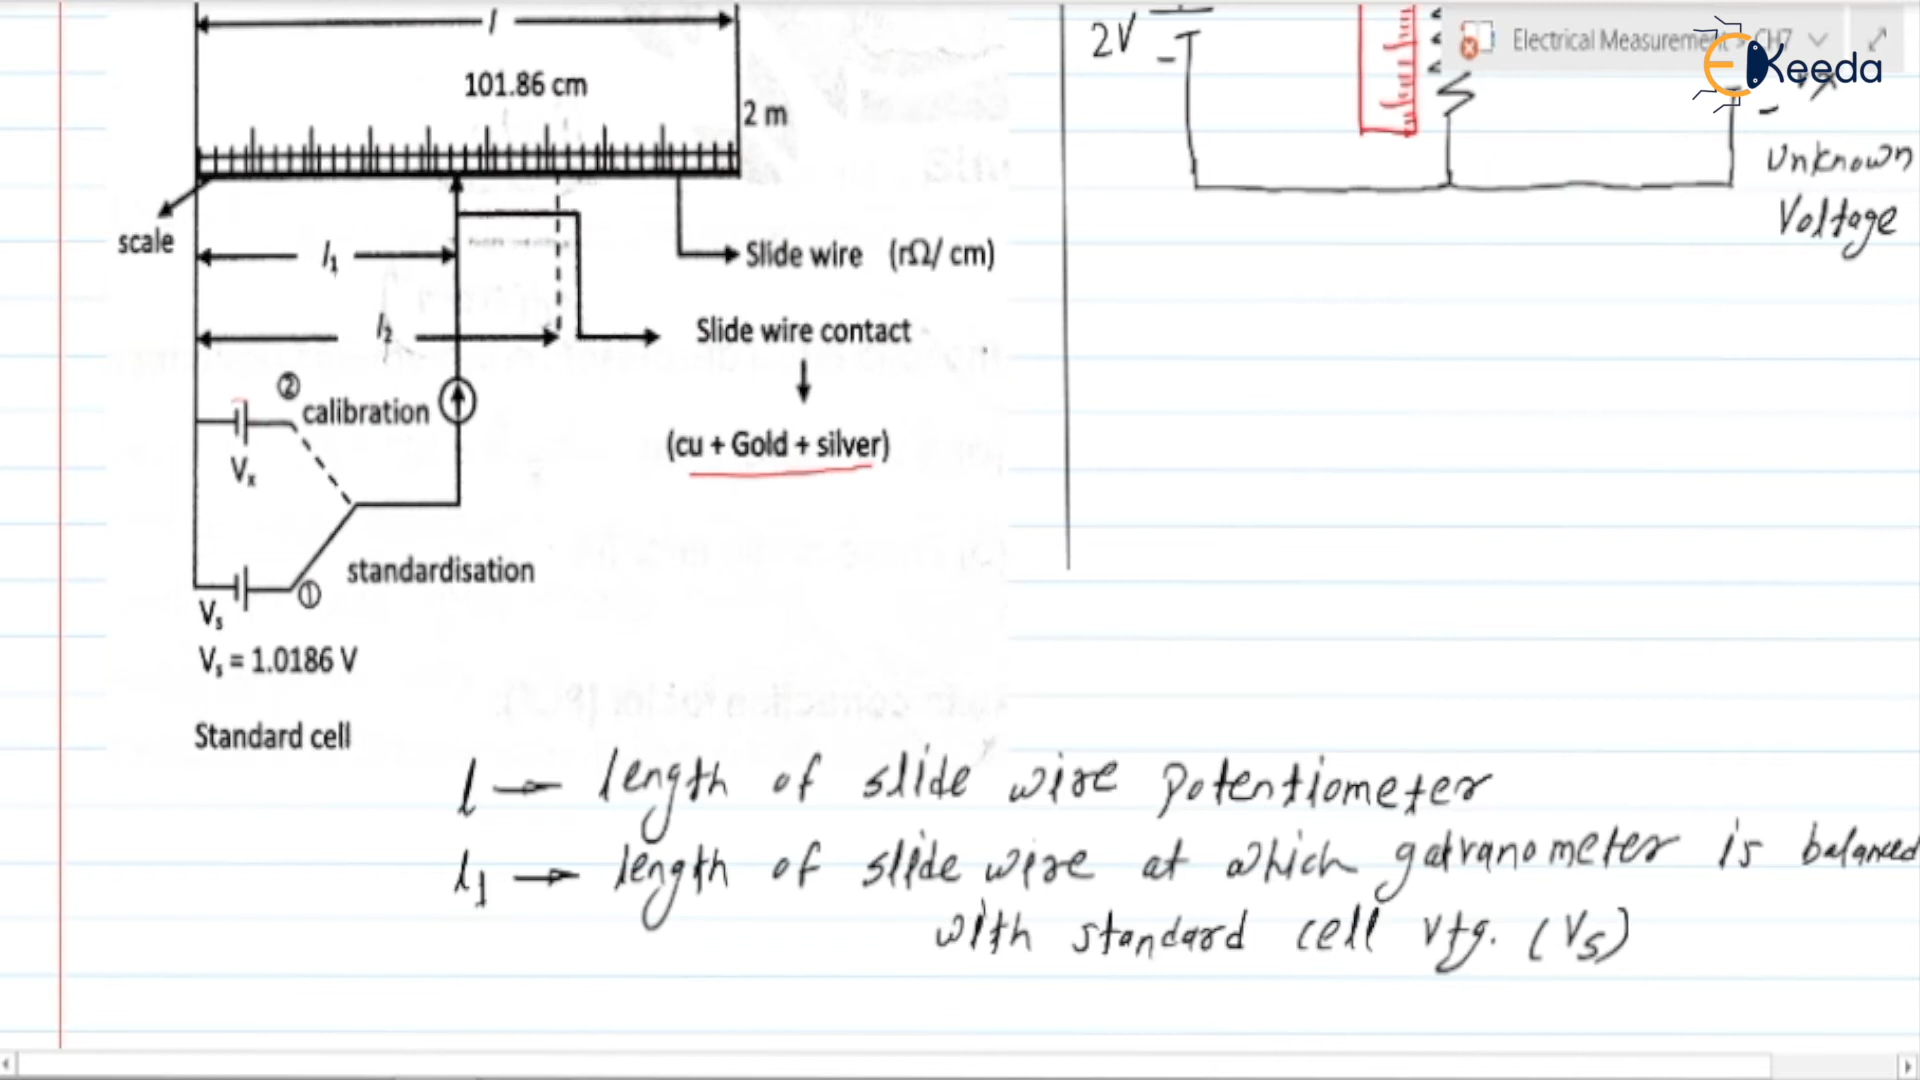 l
101.86 cm
2 m
scale
l₁
Slide wire (rΩ/ cm)
l₂
Slide wire contact
② calibration
(cu + Gold + silver)
Vₓ
standardisation
①
Vₛ
Vₛ = 1.0186 V
Standard cell
2V
Electrical Measurement > CH7
EKeeda
Unknown
Voltage
l → length of slide wire potentiometer
l₁ → length of slide wire at which galvanometer is balanced
with standard cell vtg. (Vₛ)